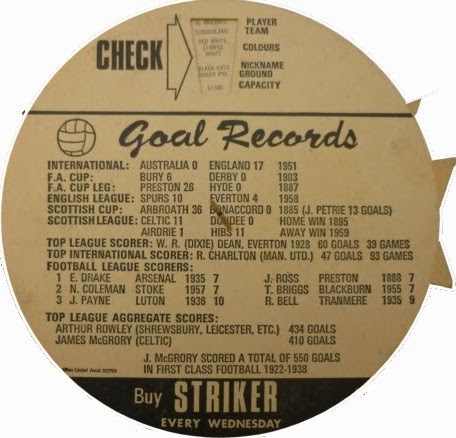 CHECK
PLAYER
TEAM
COLOURS
NICKNAME
GROUND
CAPACITY
SUNDERLAND
RED WHITE
STRIPED
WHITE
Goal Records
INTERNATIONAL: AUSTRALIA 0 ENGLAND 17 1951
F.A. CUP: BURY 6 DERBY 0 1903
F.A. CUP LEG: PRESTON 26 HYDE 0 1887
ENGLISH LEAGUE: SPURS 10 EVERTON 4 1958
SCOTTISH CUP: ARBROATH 36 BONACCORD 0 1885 (J. PETRIE 13 GOALS)
SCOTTISH LEAGUE: CELTIC 11 DUNDEE 0 HOME WIN 1895
AIRDRIE 1 HIBS 11 AWAY WIN 1959
TOP LEAGUE SCORER: W. R. (DIXIE) DEAN, EVERTON 1928 60 GOALS 39 GAMES
TOP INTERNATIONAL SCORER: R. CHARLTON (MAN. UTD.) 47 GOALS 93 GAMES
FOOTBALL LEAGUE SCORERS:
1 E. DRAKE ARSENAL 1935 7 J. ROSS PRESTON 1888 7
2 N. COLEMAN STOKE 1957 7 T. BRIGGS BLACKBURN 1955 7
3 J. PAYNE LUTON 1936 10 R. BELL TRANMERE 1935 9
TOP LEAGUE AGGREGATE SCORES:
ARTHUR ROWLEY (SHREWSBURY, LEICESTER, ETC.) 434 GOALS
JAMES McGRORY (CELTIC) 410 GOALS
J. McGRORY SCORED A TOTAL OF 550 GOALS
IN FIRST CLASS FOOTBALL 1922-1938
Buy STRIKER
EVERY WEDNESDAY